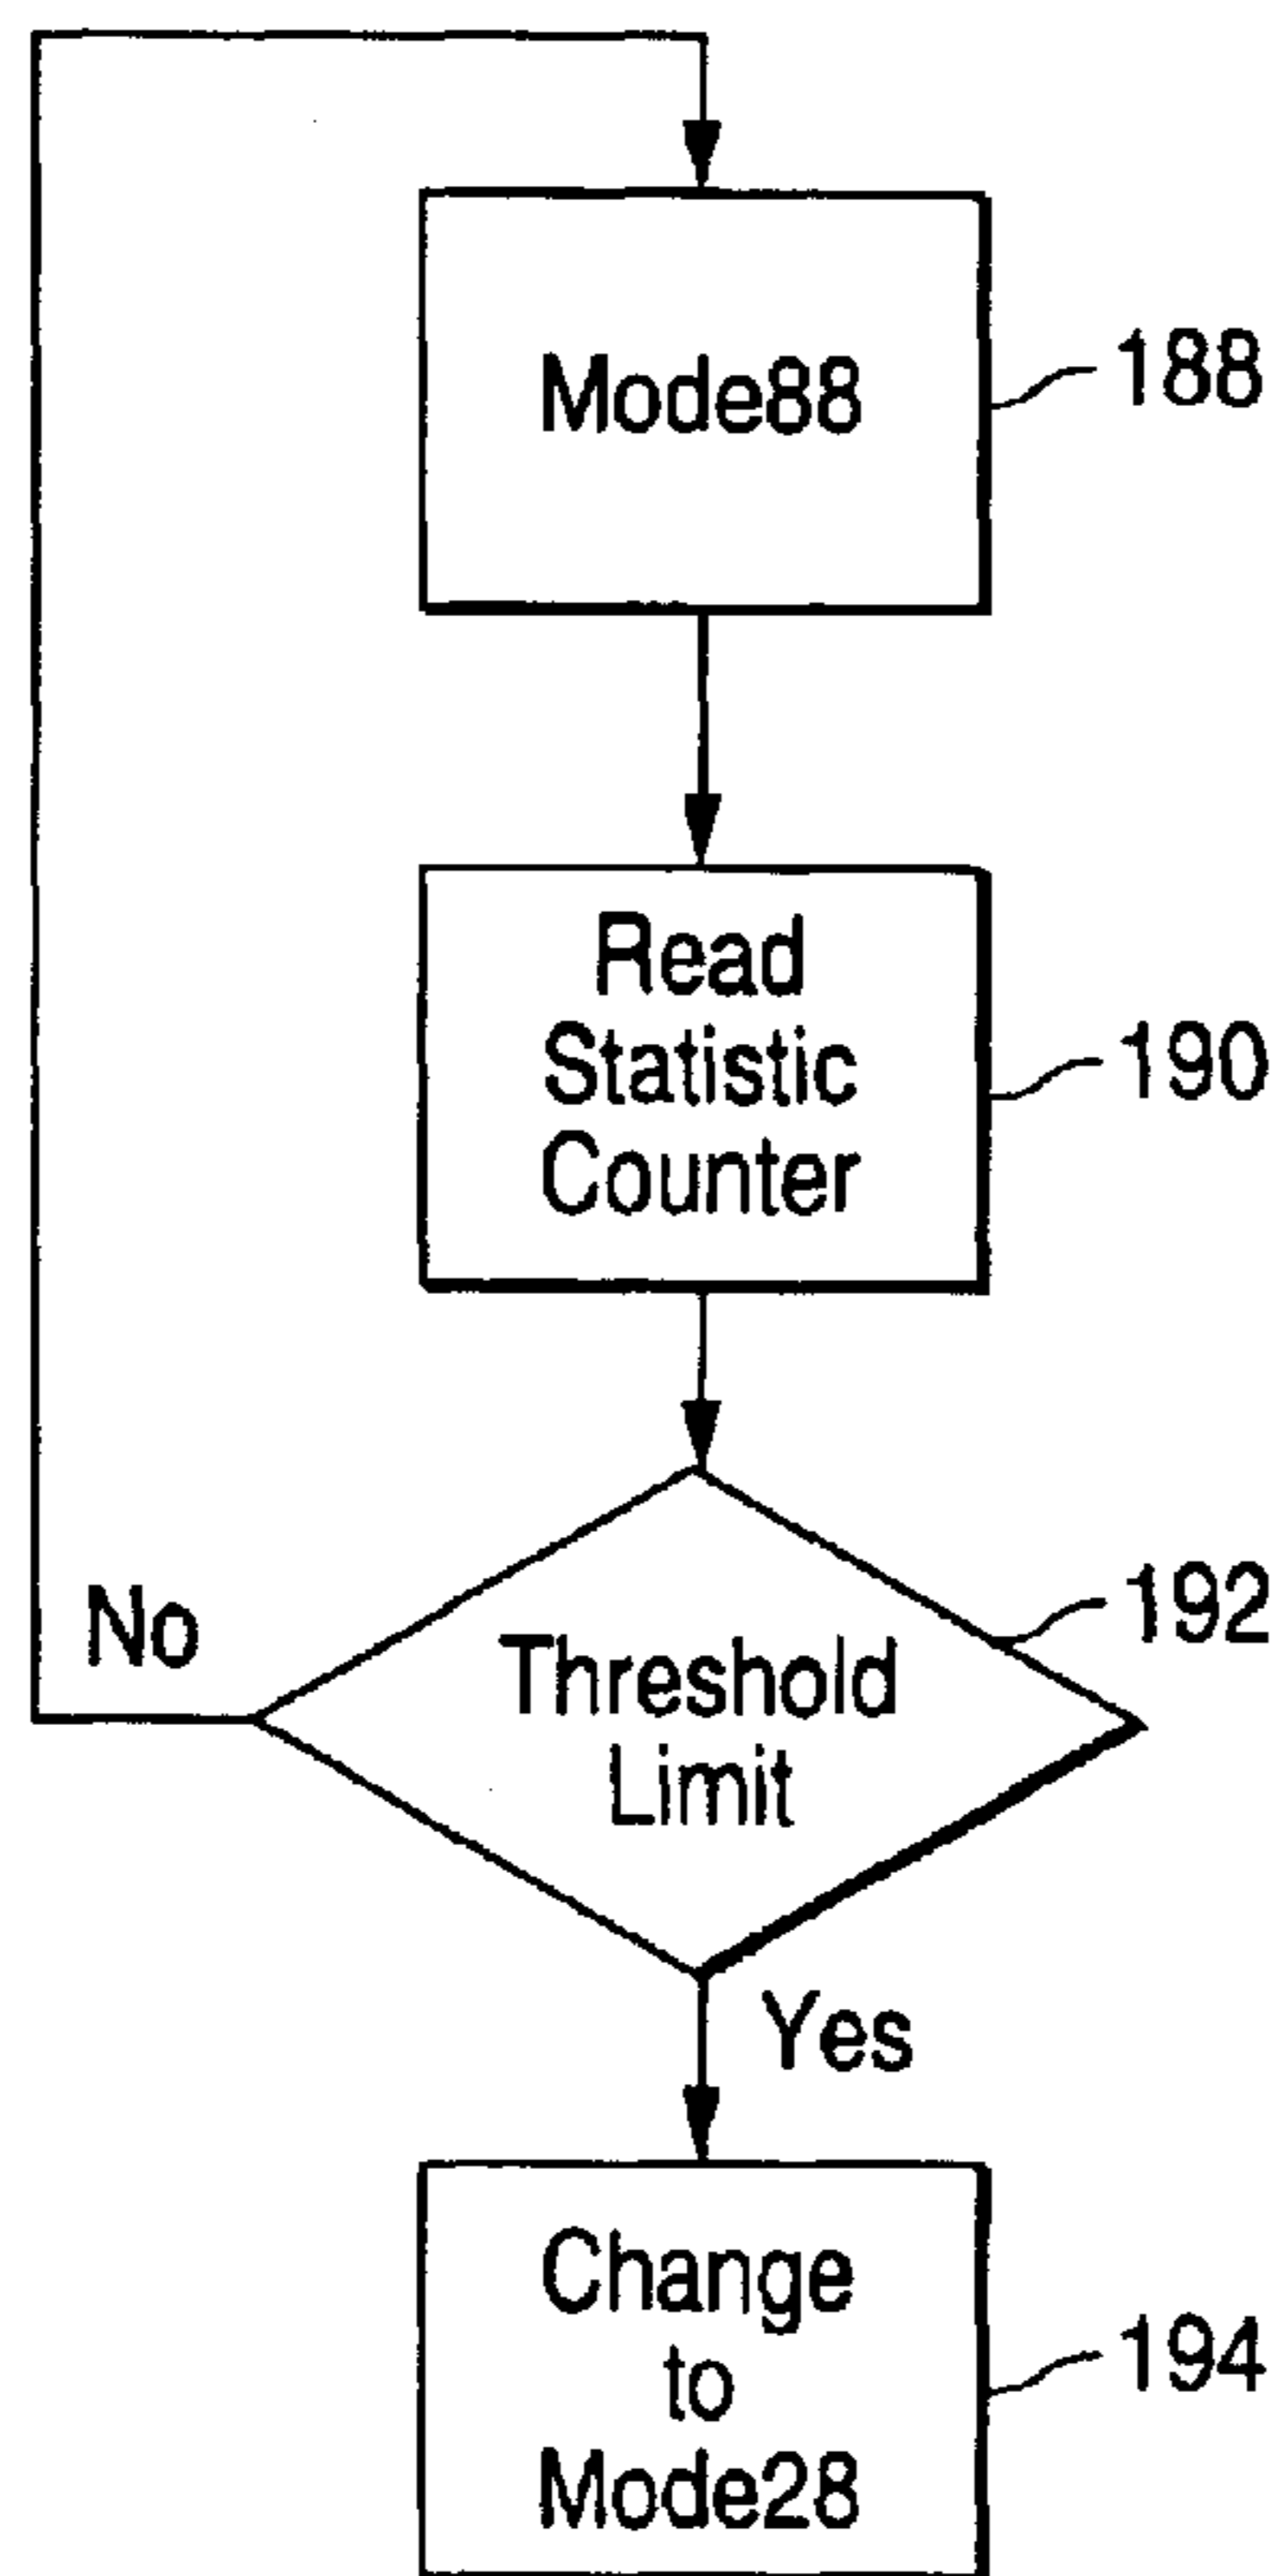 Mode88
188
Read
Statistic
Counter
190
192
No
Threshold
Limit
Yes
Change
to
Mode28
194